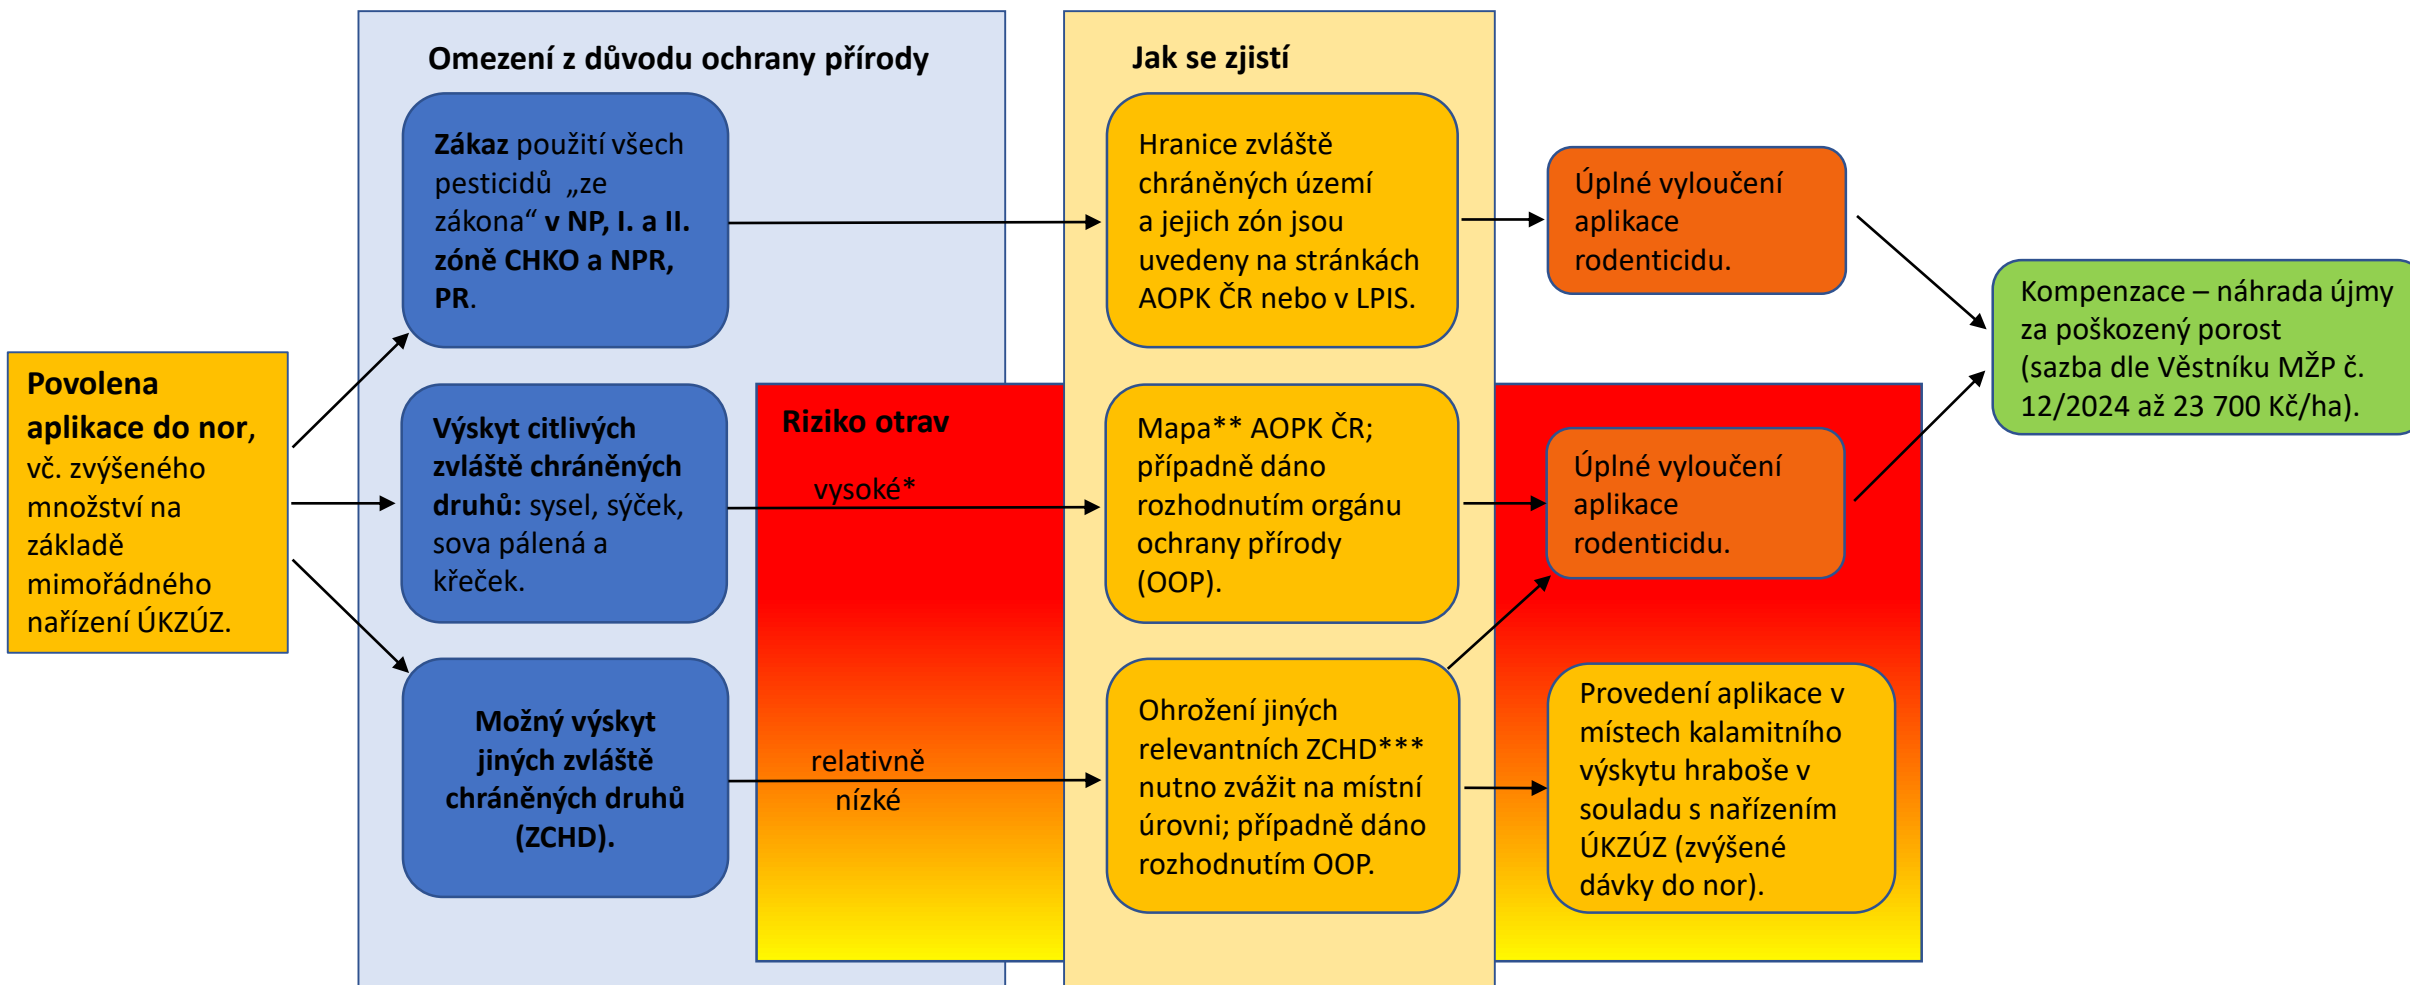 Omezení z důvodu ochrany přírody
Jak se zjistí
Povolena
aplikace do nor,
vč. zvýšeného
množství na
základě
mimořádného
nařízení ÚKZÚZ.
Zákaz použití všech
pesticidů „ze
zákona“ v NP, I. a II.
zóně CHKO a NPR,
PR.
Hranice zvláště
chráněných území
a jejich zón jsou
uvedeny na stránkách
AOPK ČR nebo v LPIS.
Úplné vyloučení
aplikace
rodenticidu.
Kompenzace – náhrada újmy
za poškozený porost
(sazba dle Věstníku MŽP č.
12/2024 až 23 700 Kč/ha).
Výskyt citlivých
zvláště chráněných
druhů: sysel, sýček,
sova pálená a
křeček.
Riziko otrav
vysoké*
Mapa** AOPK ČR;
případně dáno
rozhodnutím orgánu
ochrany přírody
(OOP).
Úplné vyloučení
aplikace
rodenticidu.
Možný výskyt
jiných zvláště
chráněných druhů
(ZCHD).
relativně
nízké
Ohrožení jiných
relevantních ZCHD***
nutno zvážit na místní
úrovni; případně dáno
rozhodnutím OOP.
Provedení aplikace v
místech kalamitního
výskytu hraboše v
souladu s nařízením
ÚKZÚZ (zvýšené
dávky do nor).